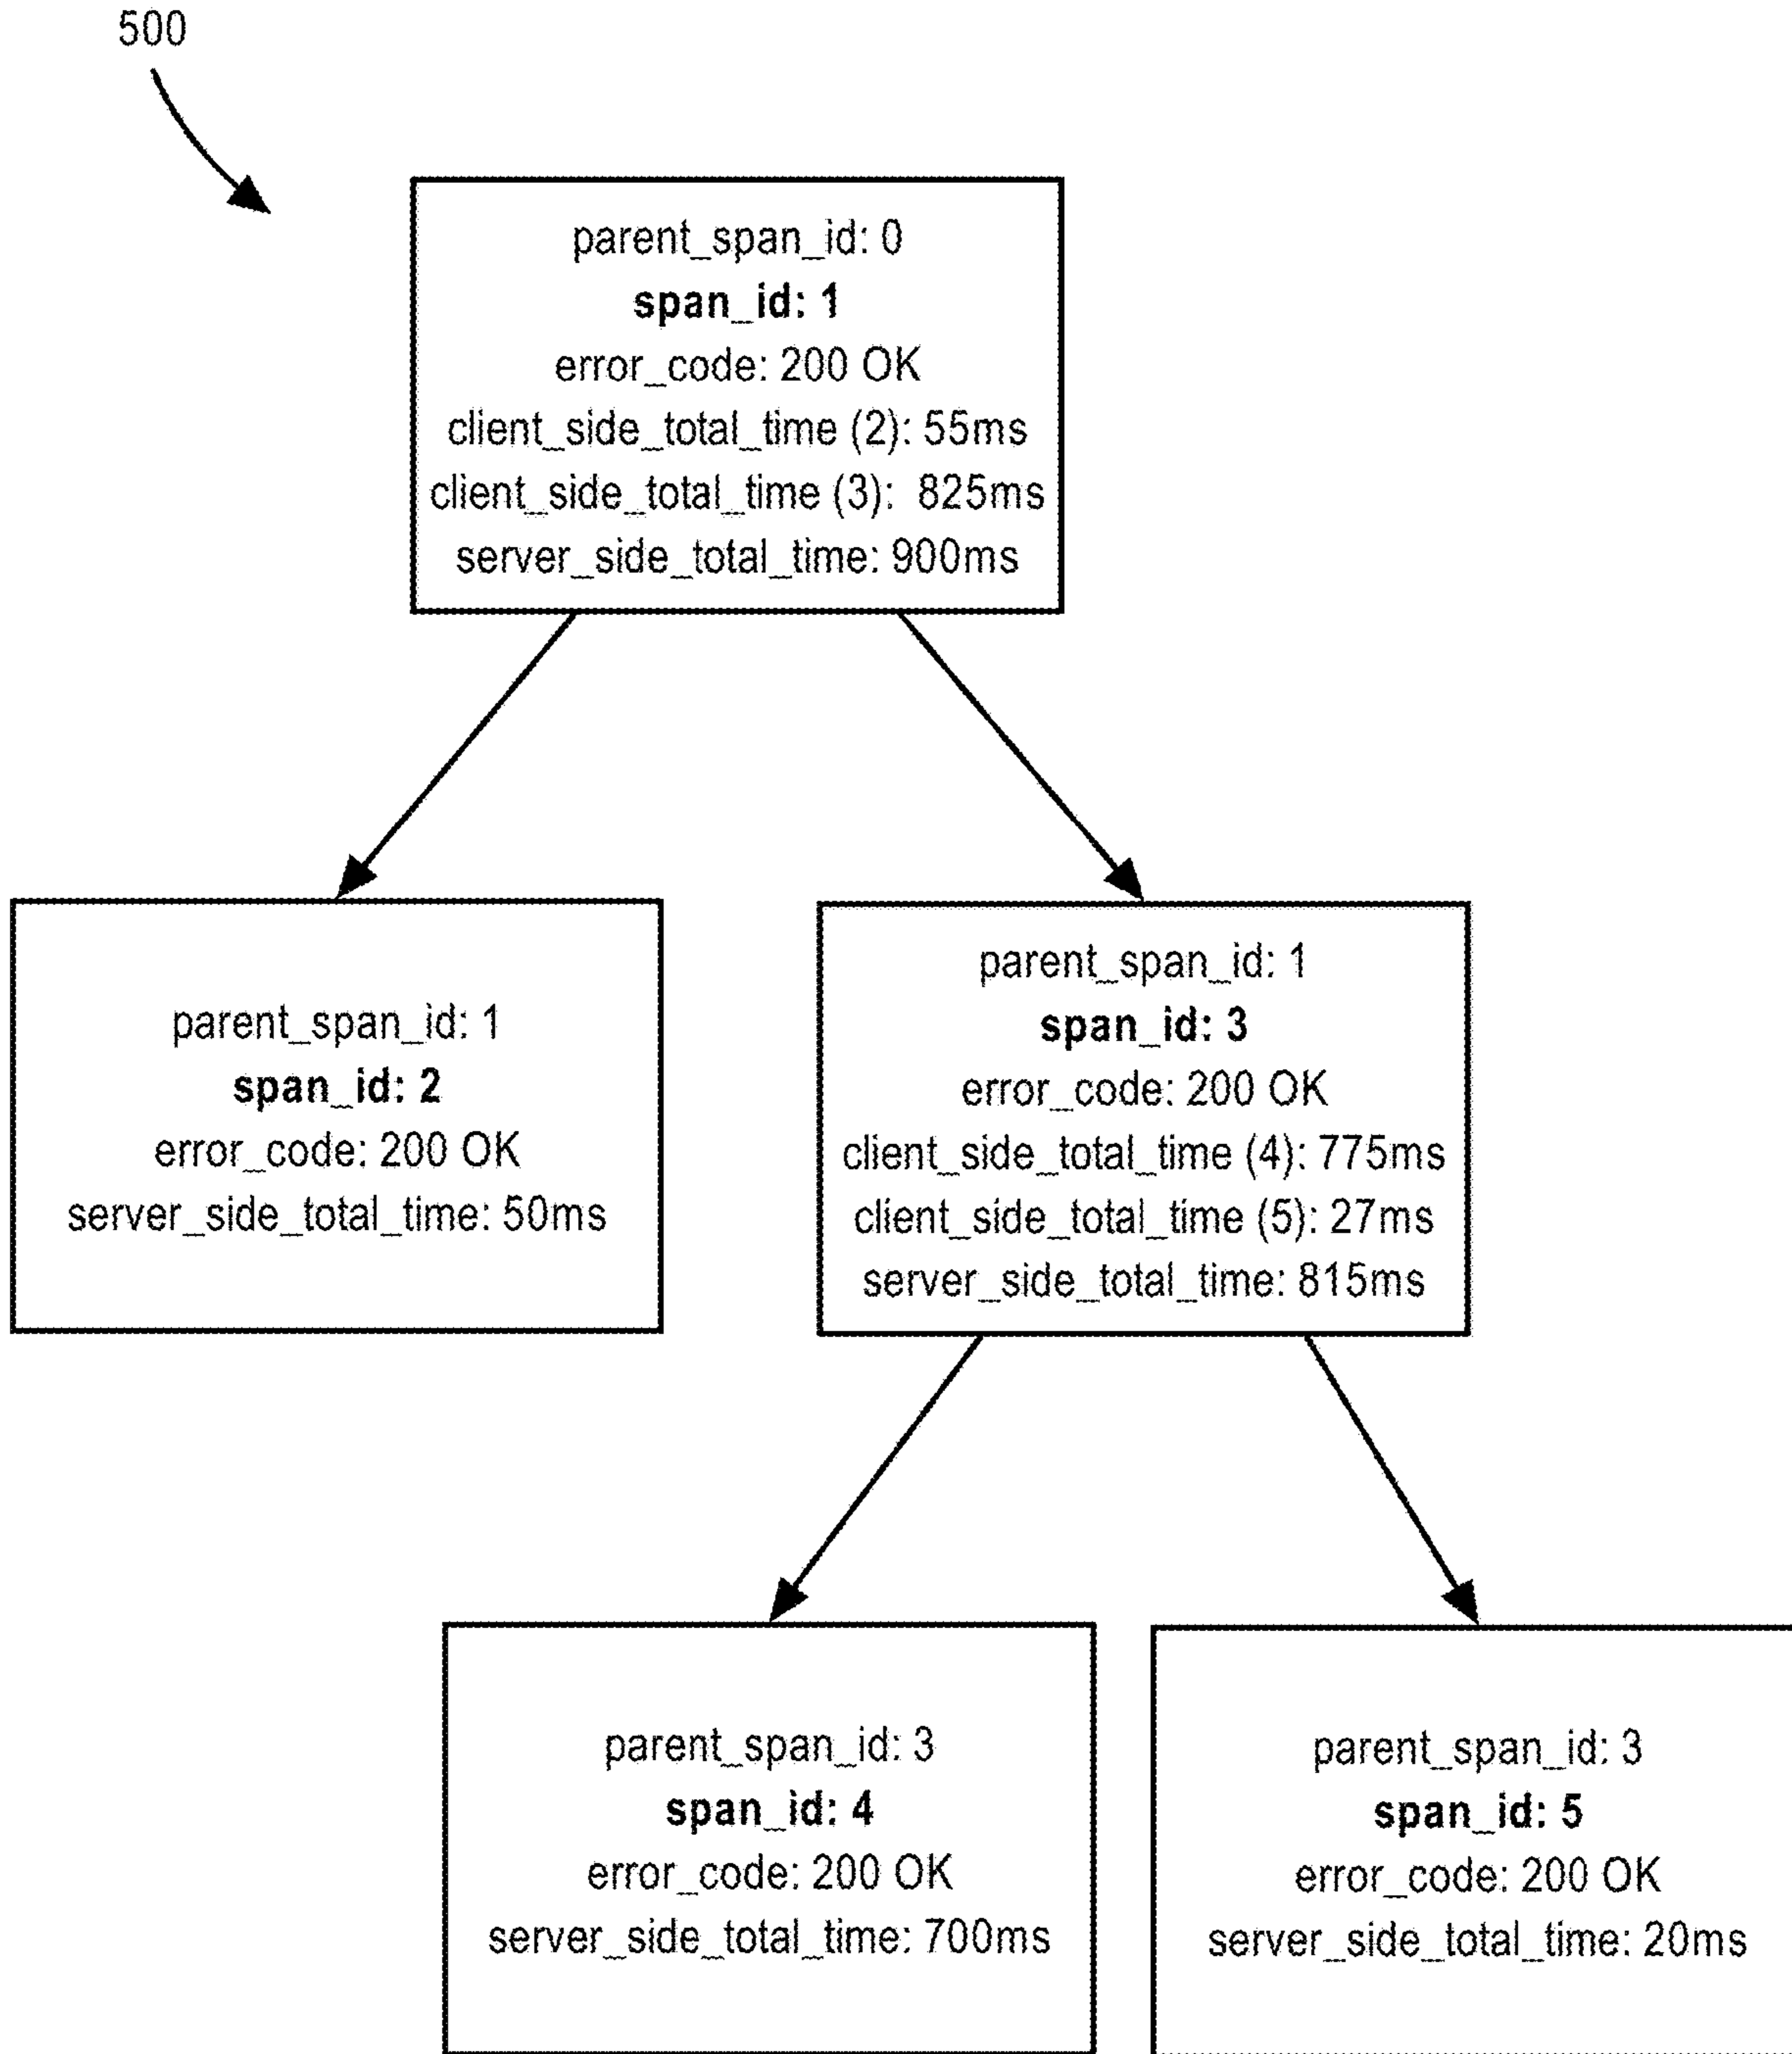 500
parent_span_id: 0
span_id: 1
error_code: 200 OK
client_side_total_time (2): 55ms
client_side_total_time (3): 825ms
server_side_total_time: 900ms
parent_span_id: 1
span_id: 2
error_code: 200 OK
server_side_total_time: 50ms
parent_span_id: 1
span_id: 3
error_code: 200 OK
client_side_total_time (4): 775ms
client_side_total_time (5): 27ms
server_side_total_time: 815ms
parent_span_id: 3
span_id: 4
error_code: 200 OK
server_side_total_time: 700ms
parent_span_id: 3
span_id: 5
error_code: 200 OK
server_side_total_time: 20ms